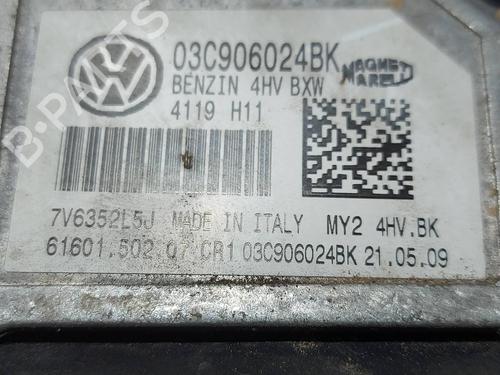 03C906024BK
MAGNETI MARELLI
BENZIN 4HV BXW
4119 H11
7V6352L5J MADE IN ITALY MY2 4HV.BK
61601.502.07 CR1 03C906024BK 21.05.09
B-PARTS